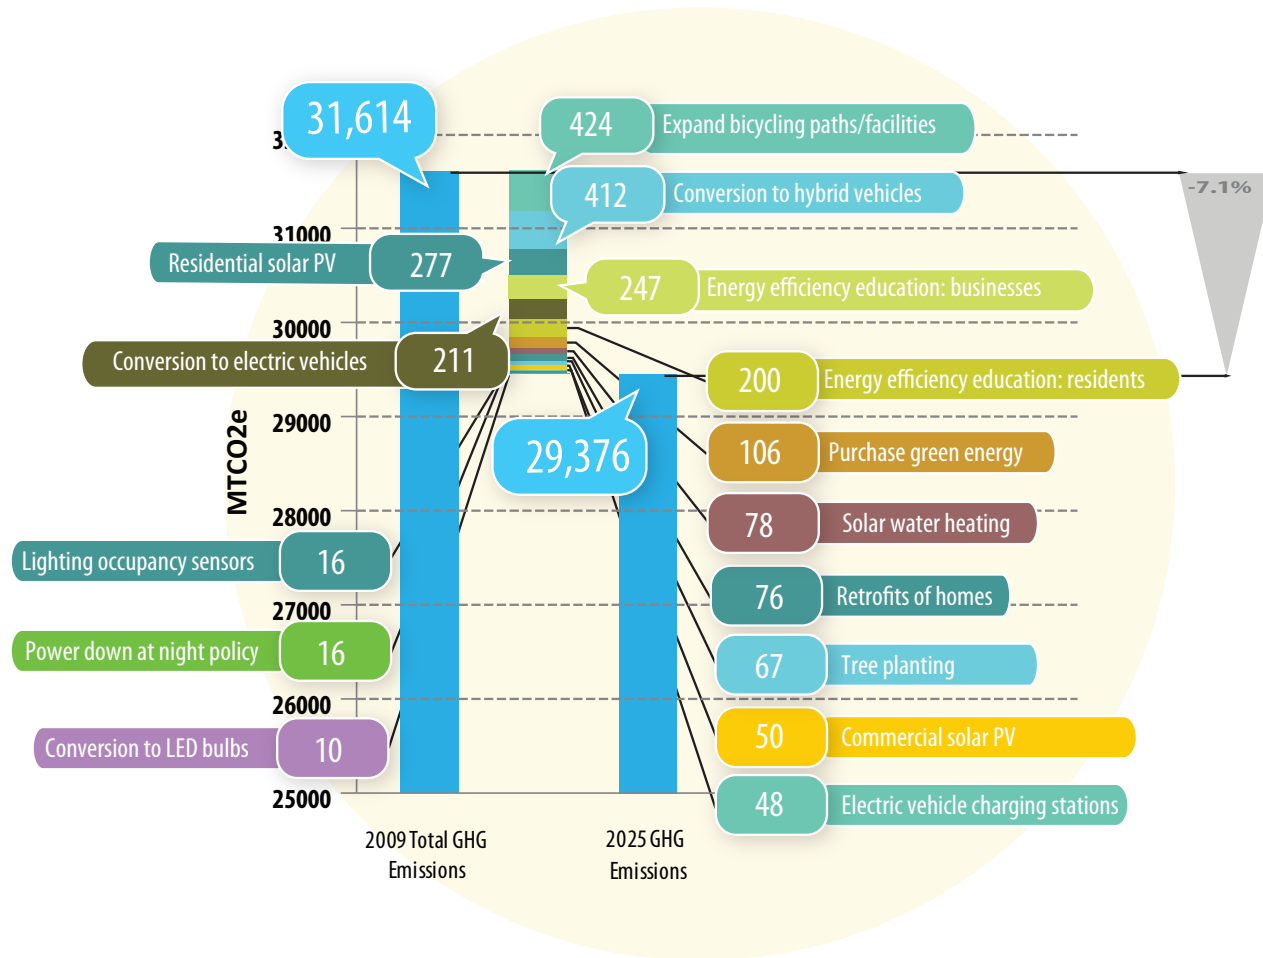 31,614
424
Expand bicycling paths/facilities
412
Conversion to hybrid vehicles
-7.1%
31000
Residential solar PV
277
247
Energy efficiency education: businesses
30000
Conversion to electric vehicles
211
200
Energy efficiency education: residents
29000
MTCO2e
29,376
106
Purchase green energy
28000
78
Solar water heating
Lighting occupancy sensors
16
76
Retrofits of homes
27000
Power down at night policy
16
67
Tree planting
26000
Conversion to LED bulbs
10
50
Commercial solar PV
25000
48
Electric vehicle charging stations
2009 Total GHG
Emissions
2025 GHG
Emissions